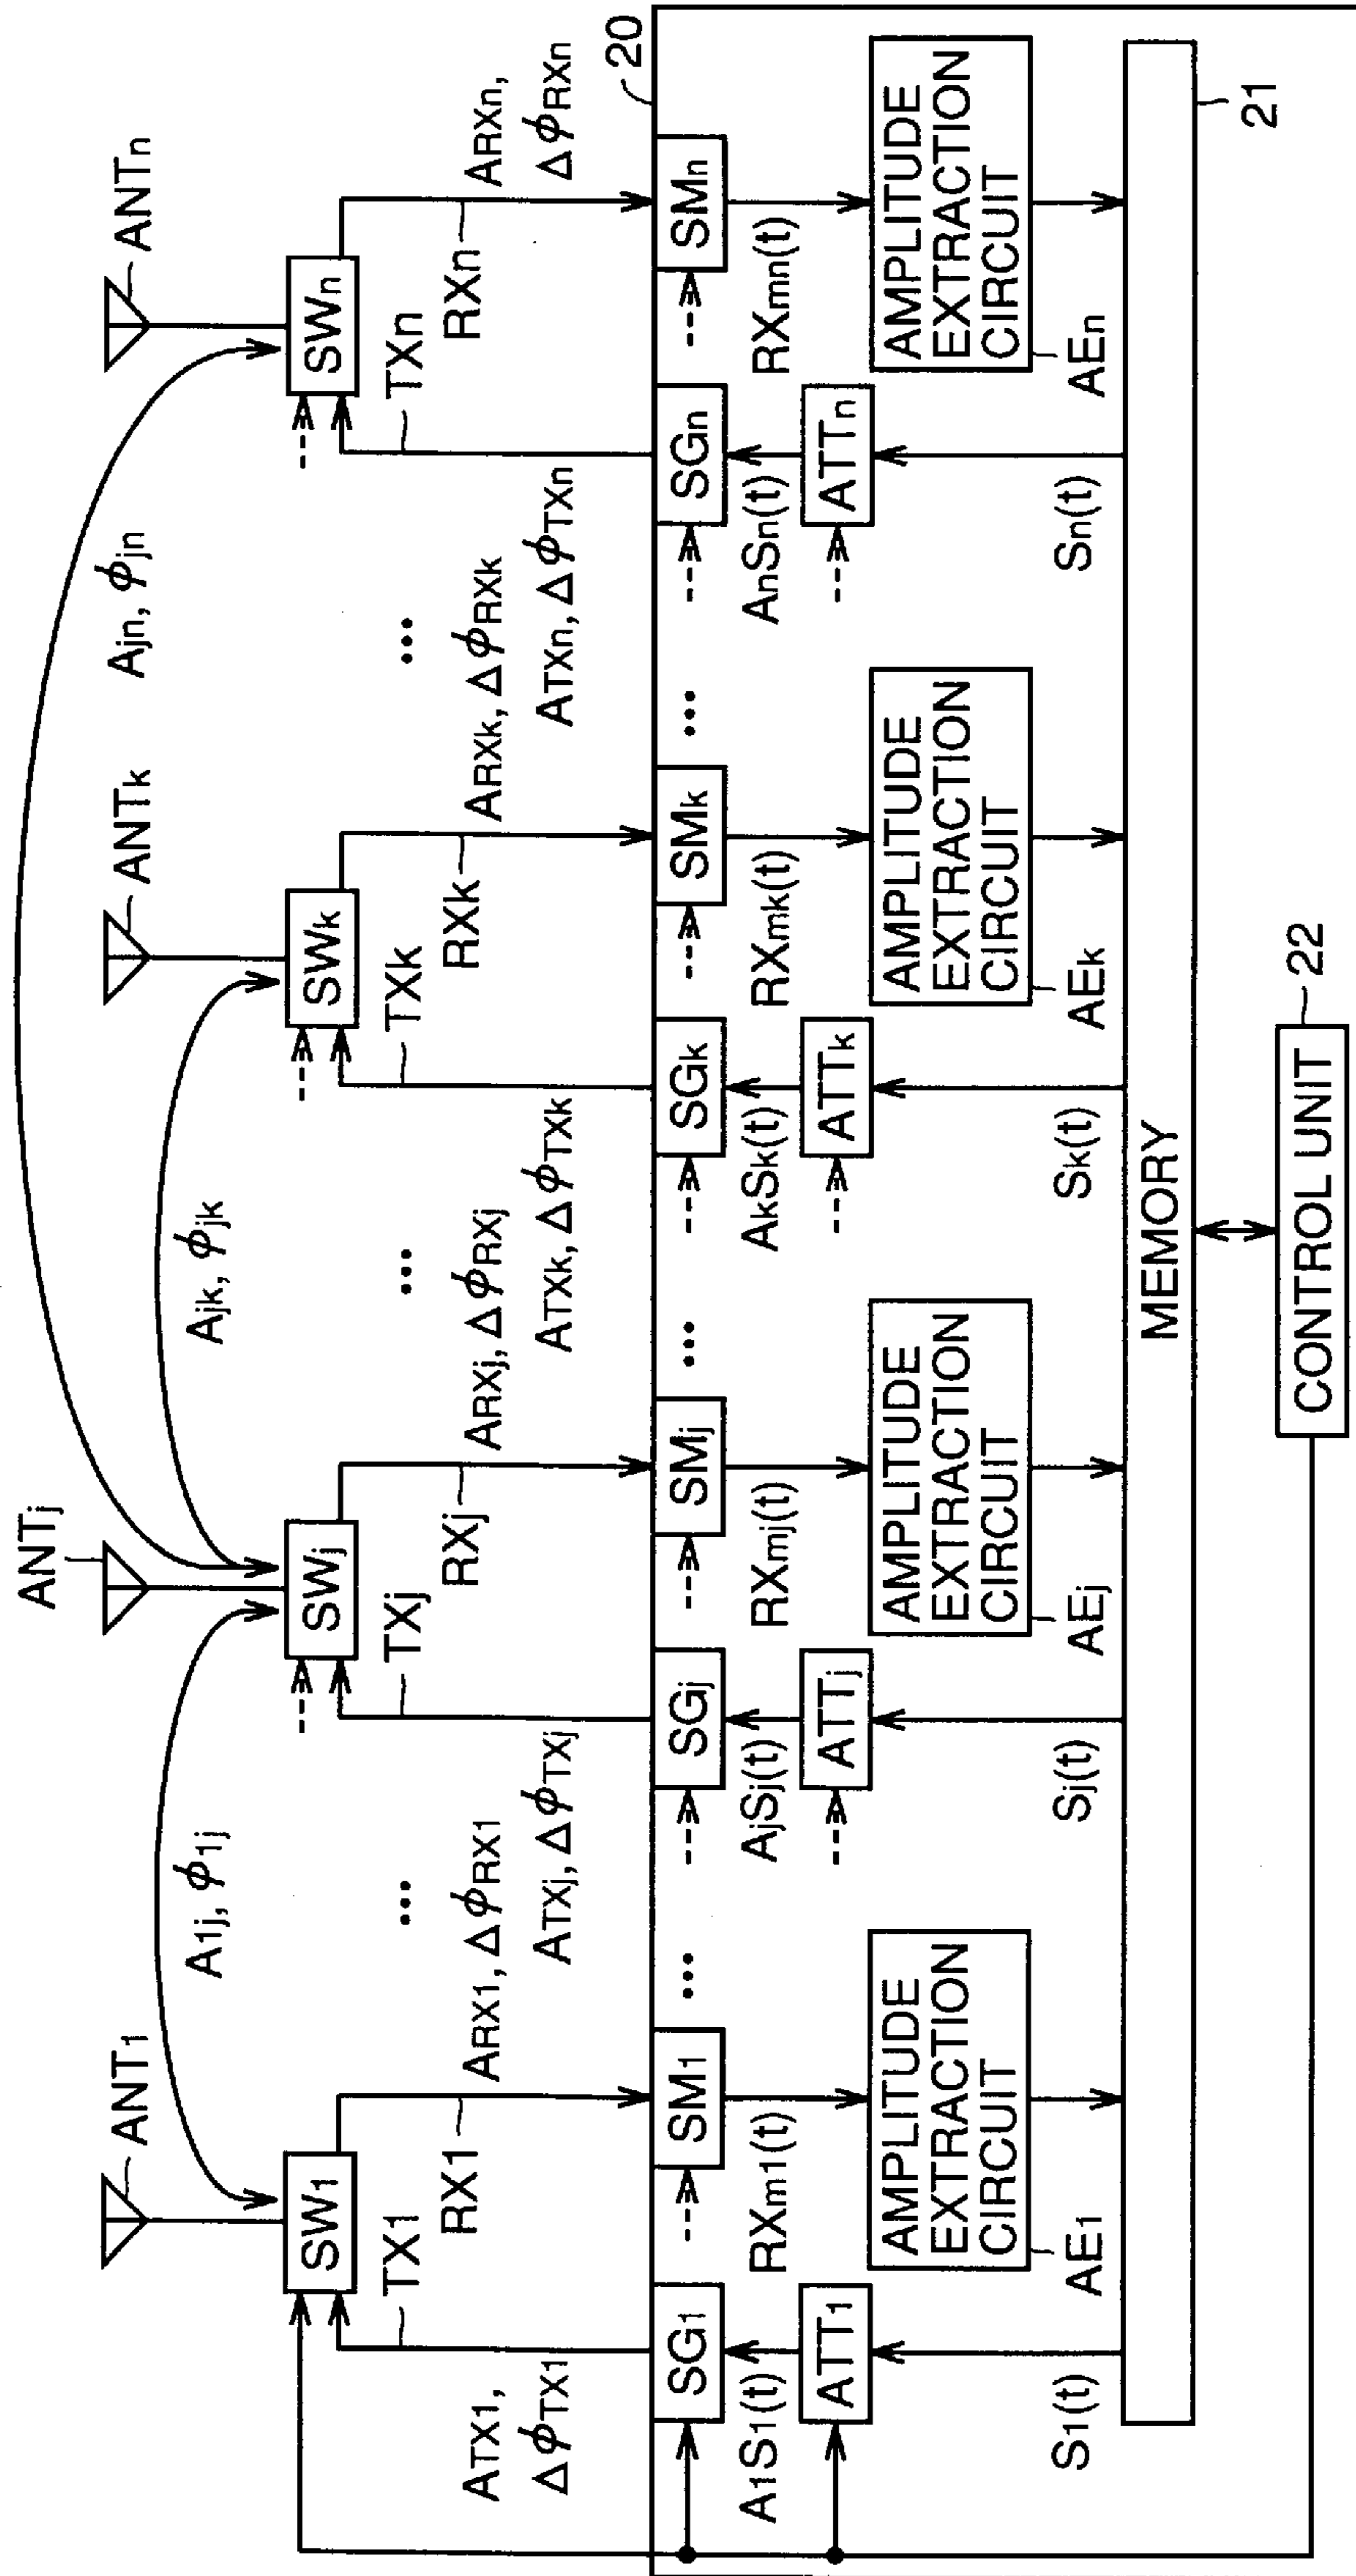 ANT1
ANTj
ANTk
ANTn
A1j, ϕ1j
Ajk, ϕjk
Ajn, ϕjn
SW1
SWj
SWk
SWn
TX1
RX1
TXj
RXj
TXk
RXk
TXn
RXn
...
...
...
ATX1,
ΔϕTX1
ARX1, ΔϕRX1
ATXj, ΔϕTXj
ARXj, ΔϕRXj
ATXk, ΔϕTXk
ARXk, ΔϕRXk
ATXn, ΔϕTXn
ARXn,
ΔϕRXn
20
SG1
SM1
...
SGj
SMj
...
SGk
SMk
...
SGn
SMn
A1S1(t)
RXm1(t)
AjSj(t)
RXmj(t)
AkSk(t)
RXmk(t)
AnSn(t)
RXmn(t)
ATT1
AMPLITUDE
EXTRACTION
CIRCUIT
ATTj
AMPLITUDE
EXTRACTION
CIRCUIT
ATTk
AMPLITUDE
EXTRACTION
CIRCUIT
ATTn
AMPLITUDE
EXTRACTION
CIRCUIT
S1(t)
AE1
Sj(t)
AEj
Sk(t)
AEk
Sn(t)
AEn
MEMORY
21
CONTROL UNIT
22